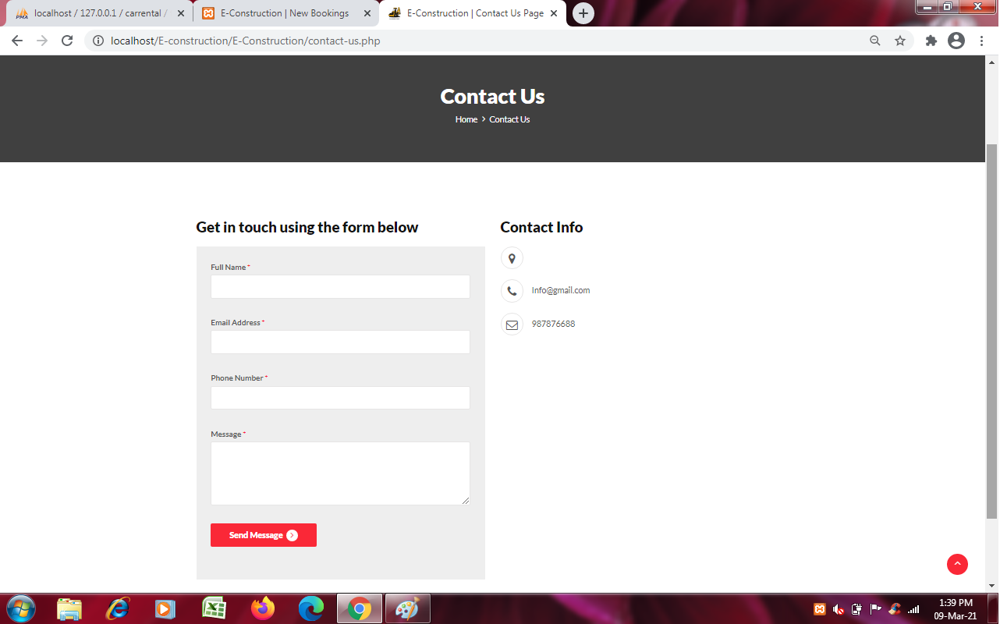 localhost / 127.0.0.1 / carrental /
E-Construction | New Bookings
E-Construction | Contact Us Page
localhost/E-construction/E-Construction/contact-us.php
Contact Us
Home > Contact Us
Get in touch using the form below
Contact Info
Full Name *
Info@gmail.com
Email Address *
987876688
Phone Number *
Message *
Send Message
1:39 PM
09-Mar-21